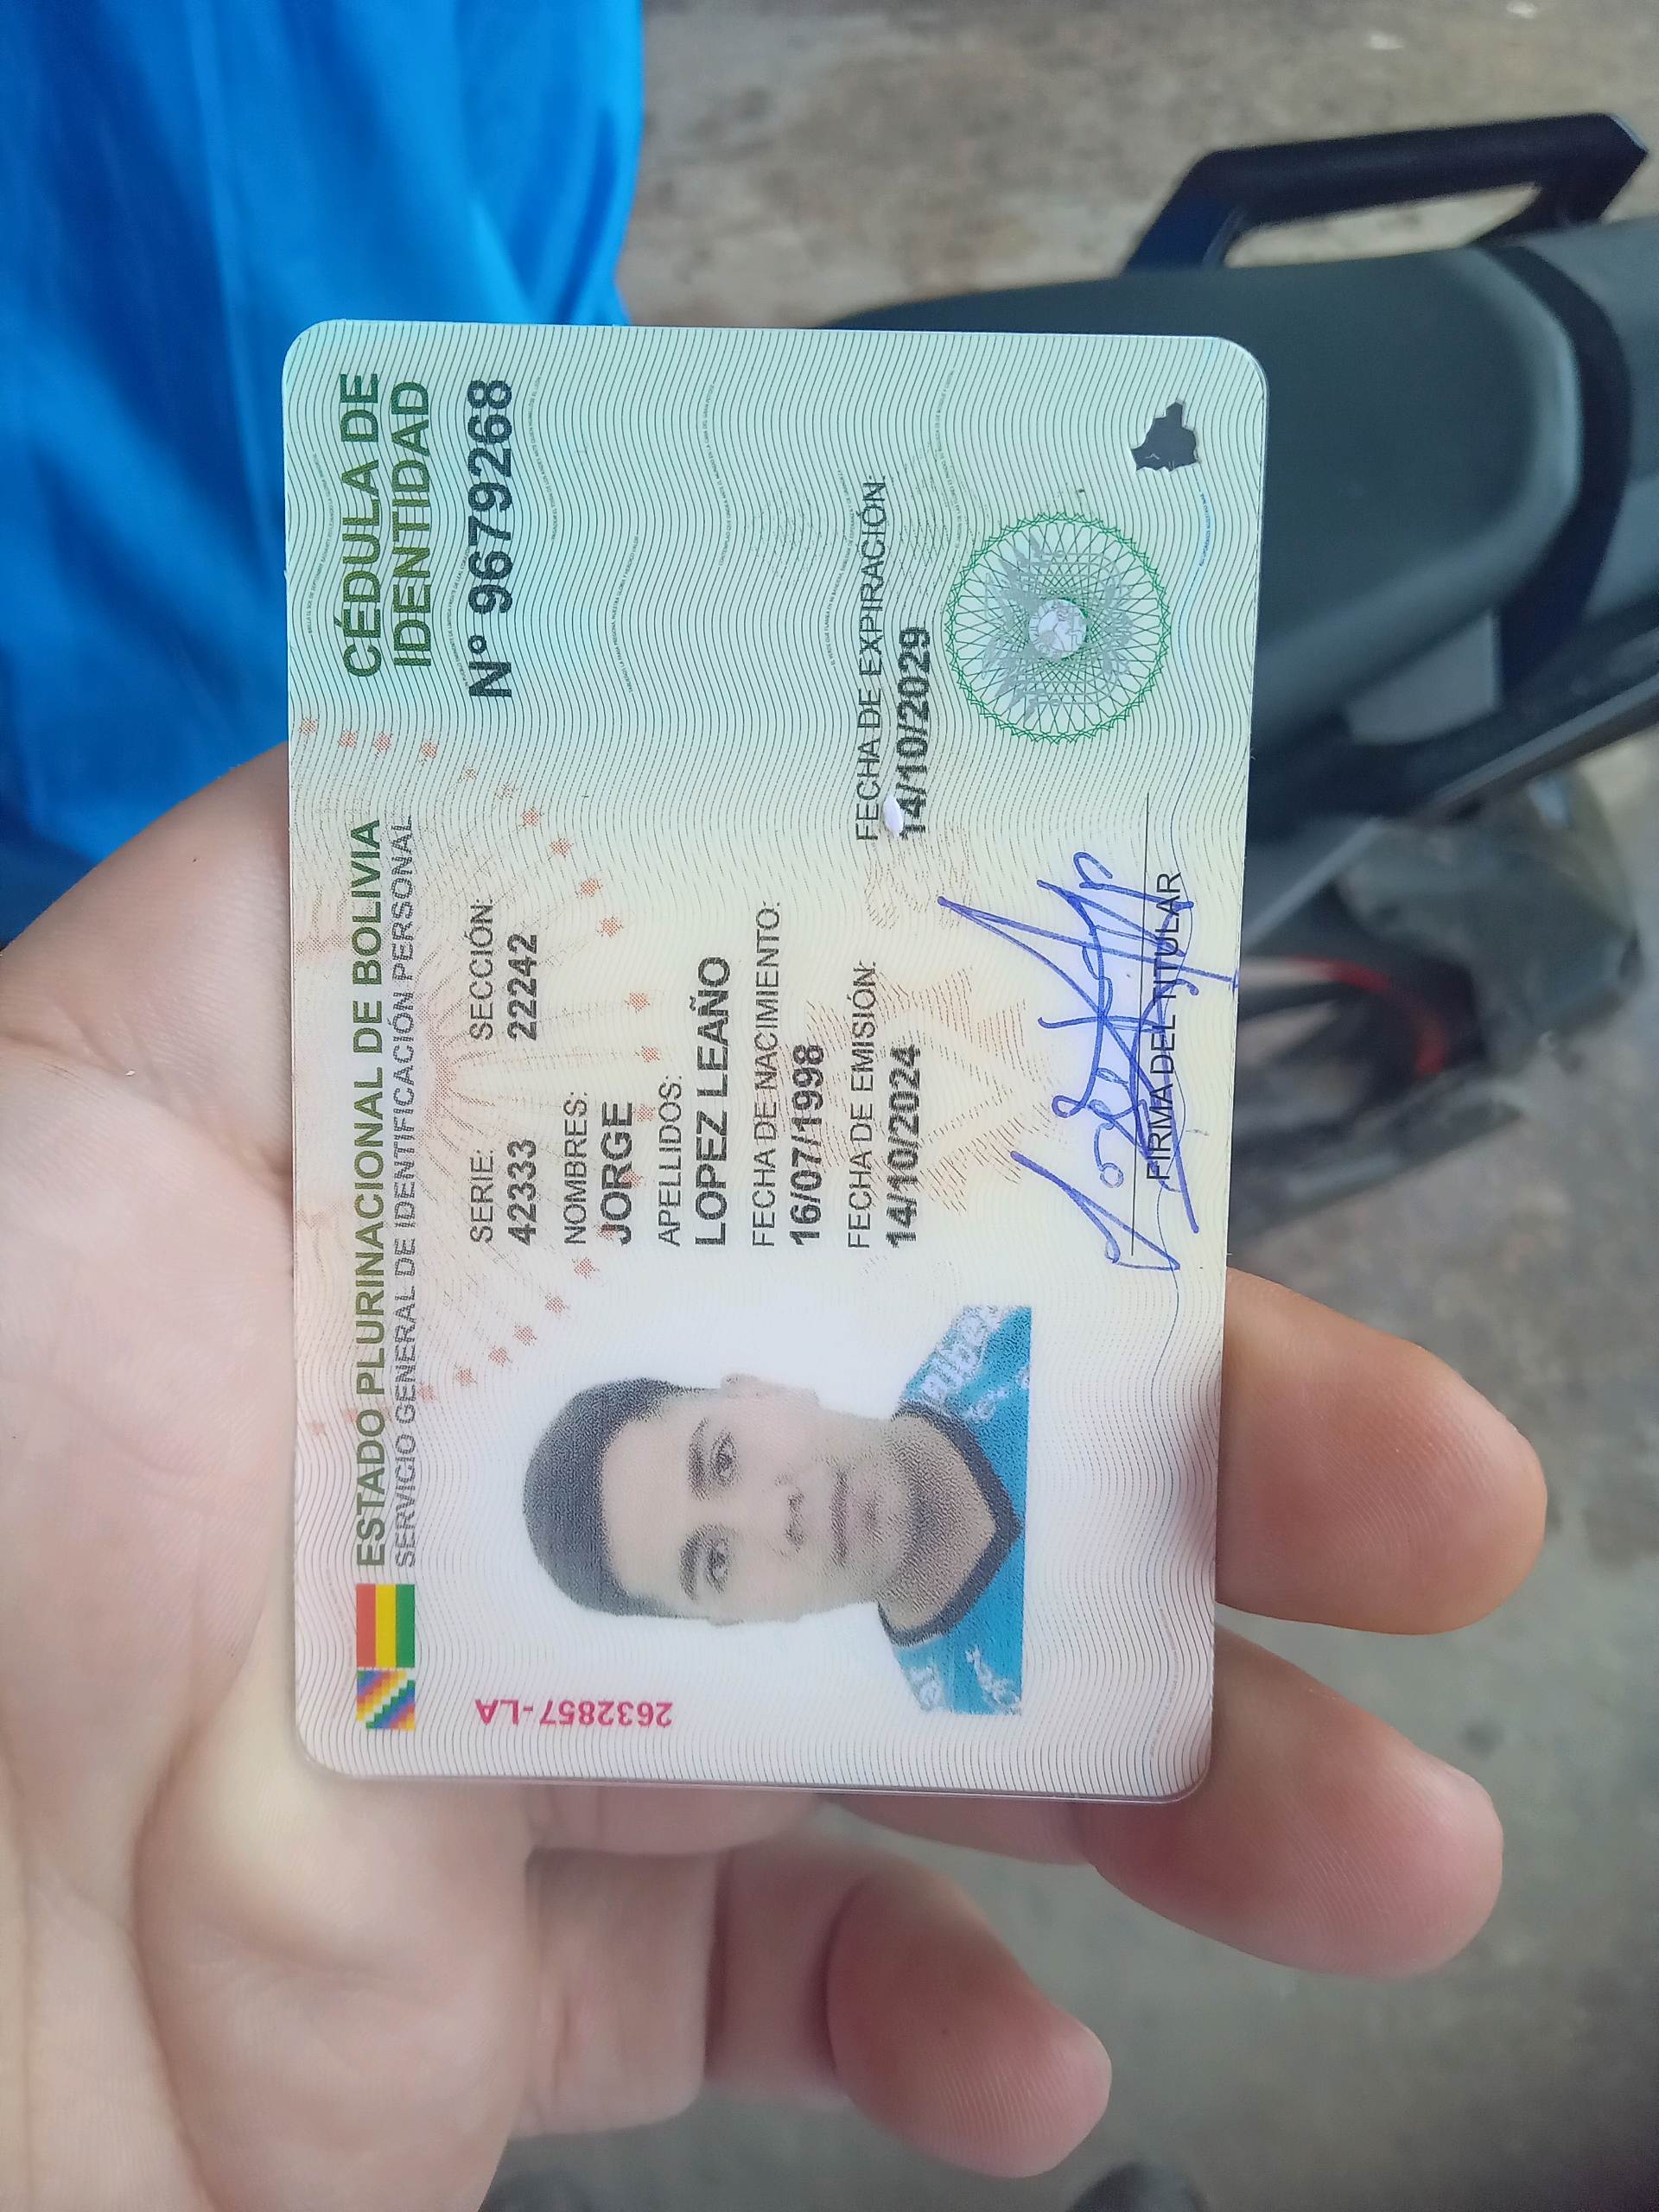 ESTADO PLURINACIONAL DE BOLIVIA
SERVICIO GENERAL DE IDENTIFICACIÓN PERSONAL
CÉDULA DE
IDENTIDAD
N° 9679268
SERIE: SECCIÓN:
42333 22242
NOMBRES:
JORGE
APELLIDOS:
LOPEZ LEAÑO
FECHA DE NACIMIENTO:
16/07/1998
FECHA DE EMISIÓN: FECHA DE EXPIRACIÓN:
14/10/2024 14/10/2029
FIRMA DEL TITULAR
2632857-LA